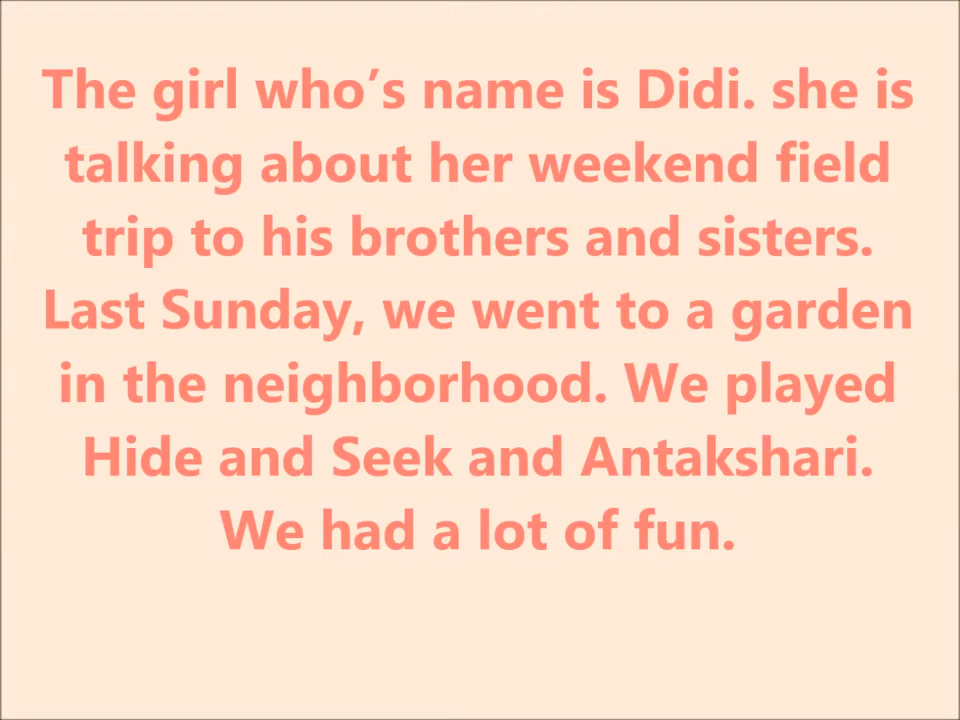 The girl who’s name is Didi. she is
talking about her weekend field
trip to his brothers and sisters.
Last Sunday, we went to a garden
in the neighborhood. We played
Hide and Seek and Antakshari.
We had a lot of fun.